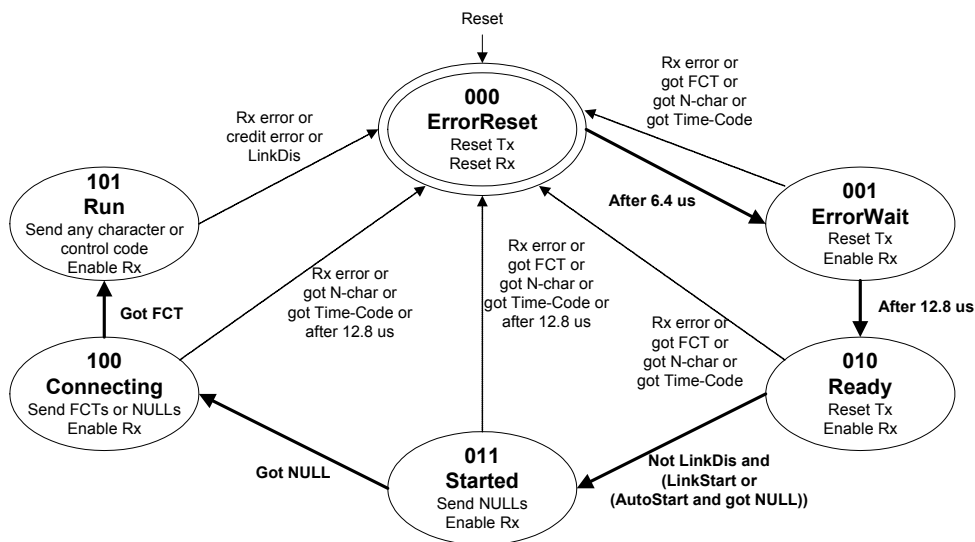 Reset
000
ErrorReset
Reset Tx
Reset Rx
Rx error or
got FCT or
got N-char or
got Time-Code
Rx error or
credit error or
LinkDis
101
Run
Send any character or
control code
Enable Rx
After 6.4 us
001
ErrorWait
Reset Tx
Enable Rx
Rx error or
got N-char or
got Time-Code or
after 12.8 us
Rx error or
got FCT or
got N-char or
got Time-Code or
after 12.8 us
Got FCT
After 12.8 us
Rx error or
got FCT or
got N-char or
got Time-Code
100
Connecting
Send FCTs or NULLs
Enable Rx
010
Ready
Reset Tx
Enable Rx
Got NULL
011
Started
Send NULLs
Enable Rx
Not LinkDis and
(LinkStart or
(AutoStart and got NULL))